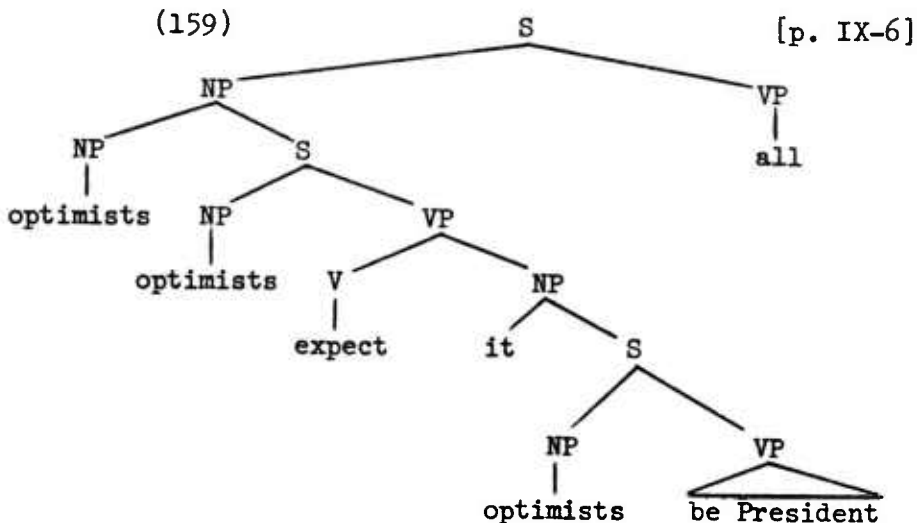 (159) [p. IX-6]
S
NP VP
NP S all
optimists NP VP
optimists V NP
expect it S
NP VP
optimists be President